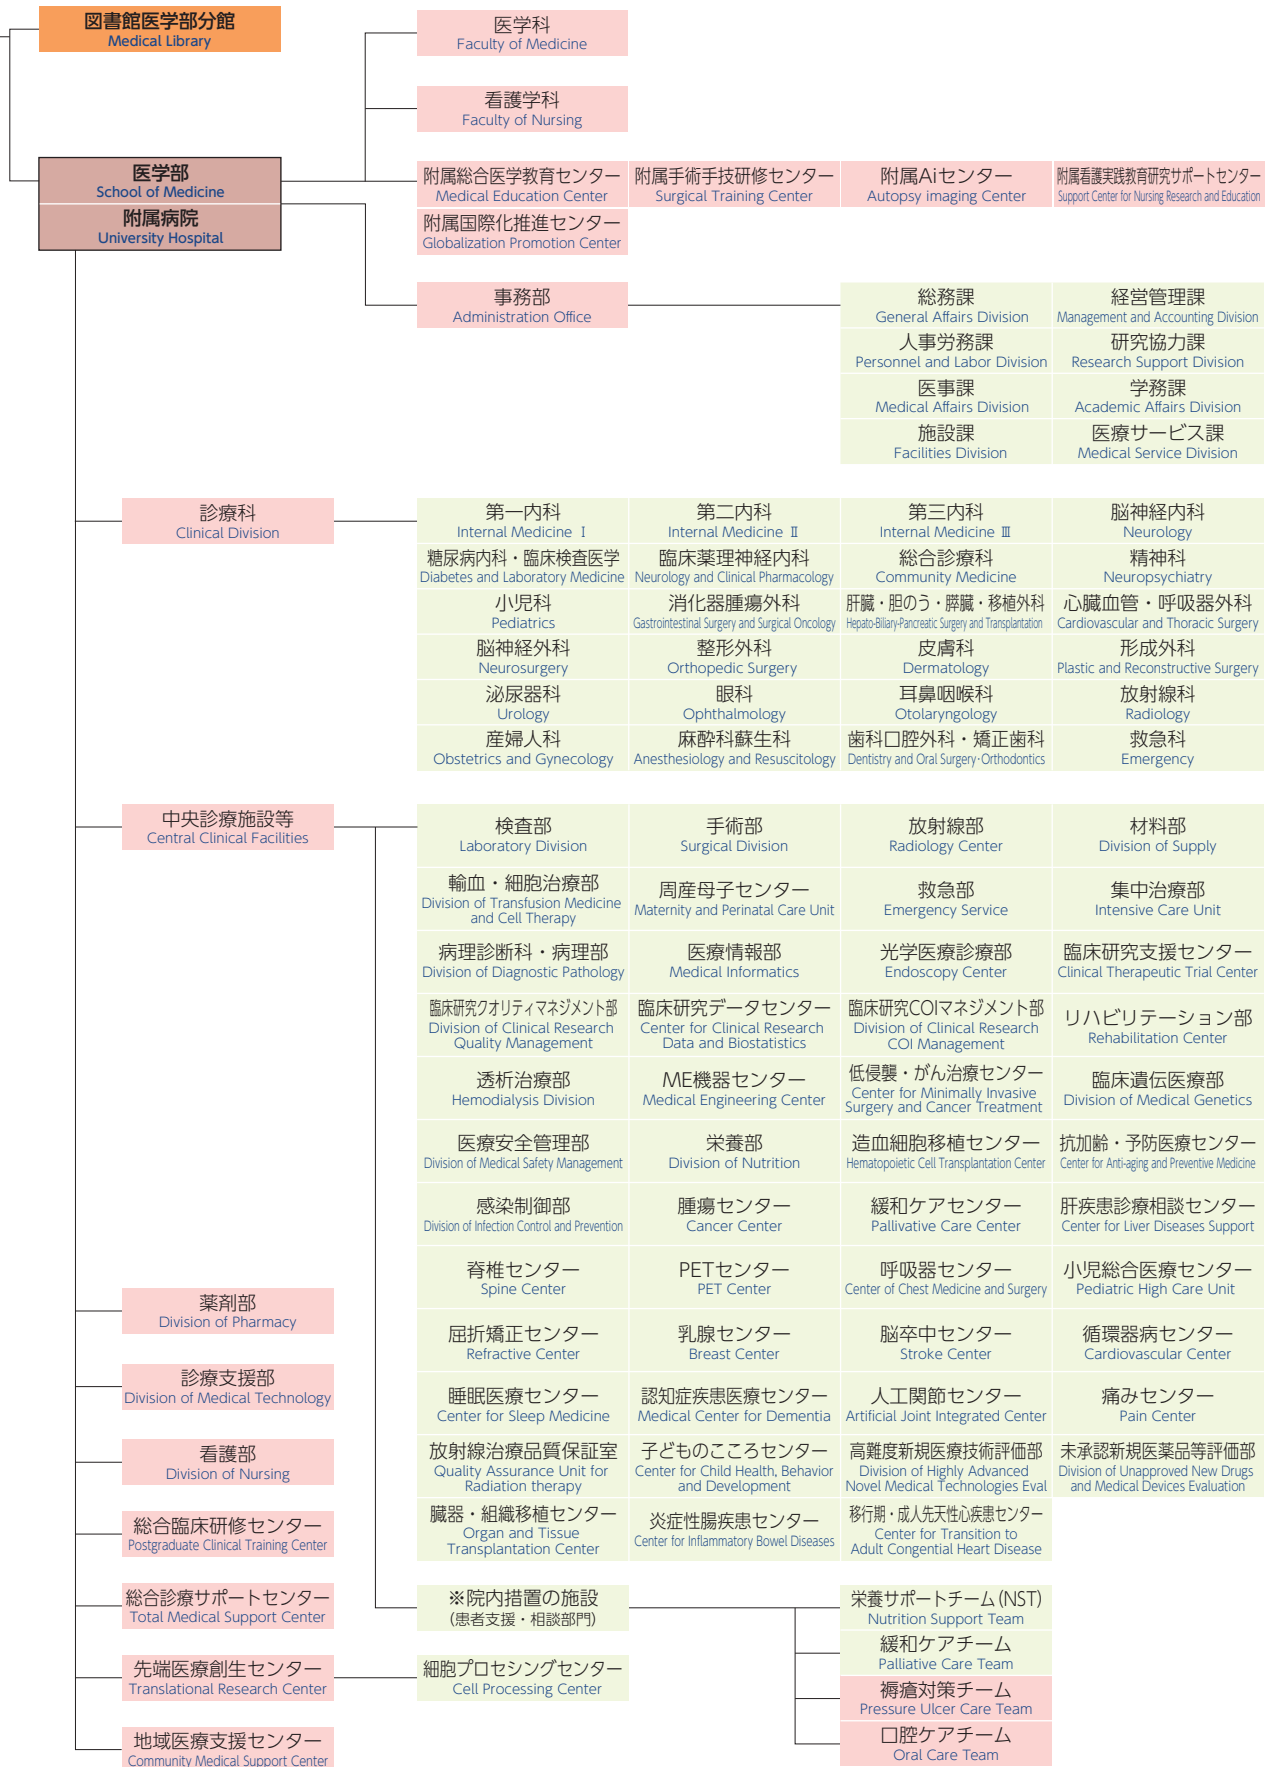 図書館医学部分館
Medical Library
医学科
Faculty of Medicine
看護学科
Faculty of Nursing
医学部
School of Medicine
附属病院
University Hospital
附属総合医学教育センター
Medical Education Center
附属手術手技研修センター
Surgical Training Center
附属Aiセンター
Autopsy imaging Center
附属看護実践教育研究サポートセンター
Support Center for Nursing Research and Education
附属国際化推進センター
Globalization Promotion Center
事務部
Administration Office
総務課
General Affairs Division
経営管理課
Management and Accounting Division
人事労務課
Personnel and Labor Division
研究協力課
Research Support Division
医事課
Medical Affairs Division
学務課
Academic Affairs Division
施設課
Facilities Division
医療サービス課
Medical Service Division
診療科
Clinical Division
第一内科
Internal Medicine Ⅰ
第二内科
Internal Medicine Ⅱ
第三内科
Internal Medicine Ⅲ
脳神経内科
Neurology
糖尿病内科・臨床検査医学
Diabetes and Laboratory Medicine
臨床薬理神経内科
Neurology and Clinical Pharmacology
総合診療科
Community Medicine
精神科
Neuropsychiatry
小児科
Pediatrics
消化器腫瘍外科
Gastrointestinal Surgery and Surgical Oncology
肝臓・胆のう・膵臓・移植外科
Hepato-Biliary-Pancreatic Surgery and Transplantation
心臓血管・呼吸器外科
Cardiovascular and Thoracic Surgery
脳神経外科
Neurosurgery
整形外科
Orthopedic Surgery
皮膚科
Dermatology
形成外科
Plastic and Reconstructive Surgery
泌尿器科
Urology
眼科
Ophthalmology
耳鼻咽喉科
Otolaryngology
放射線科
Radiology
産婦人科
Obstetrics and Gynecology
麻酔科蘇生科
Anesthesiology and Resuscitology
歯科口腔外科・矯正歯科
Dentistry and Oral Surgery・Orthodontics
救急科
Emergency
中央診療施設等
Central Clinical Facilities
検査部
Laboratory Division
手術部
Surgical Division
放射線部
Radiology Center
材料部
Division of Supply
輸血・細胞治療部
Division of Transfusion Medicine
and Cell Therapy
周産母子センター
Maternity and Perinatal Care Unit
救急部
Emergency Service
集中治療部
Intensive Care Unit
病理診断科・病理部
Division of Diagnostic Pathology
医療情報部
Medical Informatics
光学医療診療部
Endoscopy Center
臨床研究支援センター
Clinical Therapeutic Trial Center
臨床研究クオリティマネジメント部
Division of Clinical Research
Quality Management
臨床研究データセンター
Center for Clinical Research
Data and Biostatistics
臨床研究COIマネジメント部
Division of Clinical Research
COI Management
リハビリテーション部
Rehabilitation Center
透析治療部
Hemodialysis Division
ME機器センター
Medical Engineering Center
低侵襲・がん治療センター
Center for Minimally Invasive
Surgery and Cancer Treatment
臨床遺伝医療部
Division of Medical Genetics
医療安全管理部
Division of Medical Safety Management
栄養部
Division of Nutrition
造血細胞移植センター
Hematopoietic Cell Transplantation Center
抗加齢・予防医療センター
Center for Anti-aging and Preventive Medicine
感染制御部
Division of Infection Control and Prevention
腫瘍センター
Cancer Center
緩和ケアセンター
Pallivative Care Center
肝疾患診療相談センター
Center for Liver Diseases Support
脊椎センター
Spine Center
PETセンター
PET Center
呼吸器センター
Center of Chest Medicine and Surgery
小児総合医療センター
Pediatric High Care Unit
薬剤部
Division of Pharmacy
屈折矯正センター
Refractive Center
乳腺センター
Breast Center
脳卒中センター
Stroke Center
循環器病センター
Cardiovascular Center
診療支援部
Division of Medical Technology
睡眠医療センター
Center for Sleep Medicine
認知症疾患医療センター
Medical Center for Dementia
人工関節センター
Artificial Joint Integrated Center
痛みセンター
Pain Center
看護部
Division of Nursing
放射線治療品質保証室
Quality Assurance Unit for
Radiation therapy
子どものこころセンター
Center for Child Health, Behavior
and Development
高難度新規医療技術評価部
Division of Highly Advanced
Novel Medical Technologies Eval
未承認新規医薬品等評価部
Division of Unapproved New Drugs
and Medical Devices Evaluation
総合臨床研修センター
Postgraduate Clinical Training Center
臓器・組織移植センター
Organ and Tissue
Transplantation Center
炎症性腸疾患センター
Center for Inflammatory Bowel Diseases
移行期・成人先天性心疾患センター
Center for Transition to
Adult Congential Heart Disease
総合診療サポートセンター
Total Medical Support Center
※院内措置の施設
(患者支援・相談部門)
栄養サポートチーム(NST)
Nutrition Support Team
緩和ケアチーム
Palliative Care Team
先端医療創生センター
Translational Research Center
細胞プロセシングセンター
Cell Processing Center
褥瘡対策チーム
Pressure Ulcer Care Team
口腔ケアチーム
Oral Care Team
地域医療支援センター
Community Medical Support Center